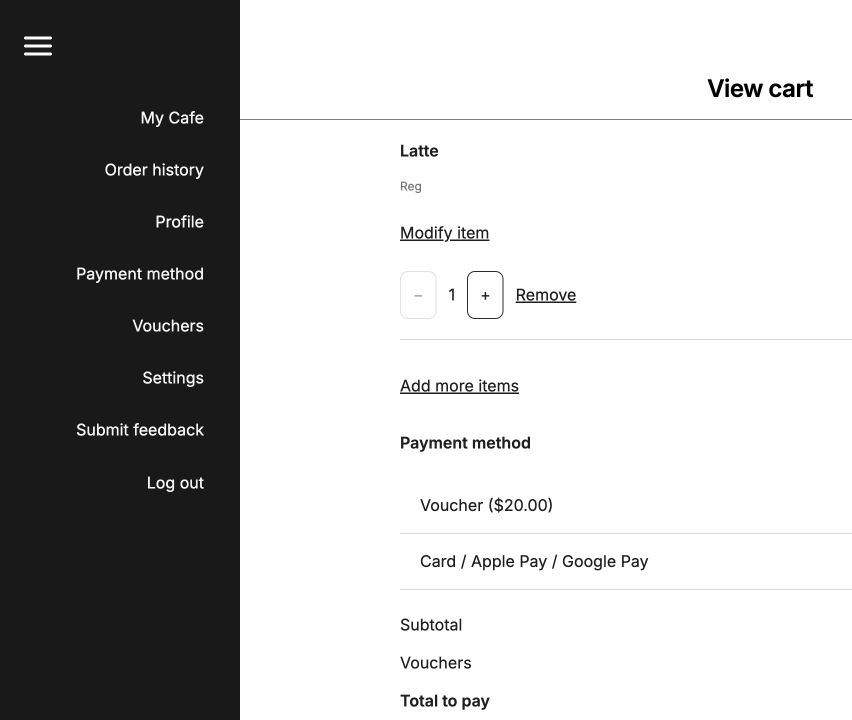 My Cafe
Order history
Profile
Payment method
Vouchers
Settings
Submit feedback
Log out
View cart
Latte
Reg
Modify item
− 1 + Remove
Add more items
Payment method
Voucher ($20.00)
Card / Apple Pay / Google Pay
Subtotal
Vouchers
Total to pay